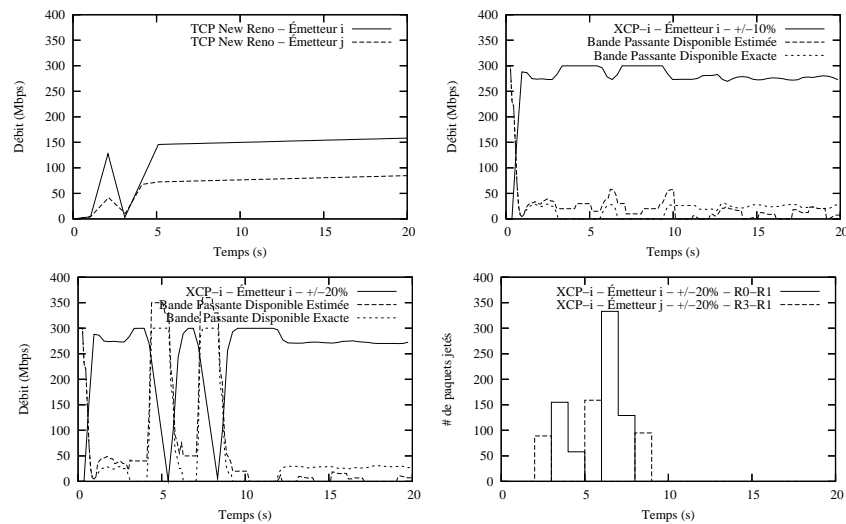 TCP New Reno – Émetteur i
TCP New Reno – Émetteur j
Débit (Mbps)
400
350
300
250
200
150
100
50
0
0 5 10 15 20
Temps (s)
XCP–i – Émetteur i – +/–10%
Bande Passante Disponible Estimée
Bande Passante Disponible Exacte
Débit (Mbps)
400
350
300
250
200
150
100
50
0
0 5 10 15 20
Temps (s)
XCP–i – Émetteur i – +/–20%
Bande Passante Disponible Estimée
Bande Passante Disponible Exacte
Débit (Mbps)
400
350
300
250
200
150
100
50
0
0 5 10 15 20
Temps (s)
XCP–i – Émetteur i – +/–20% – R0–R1
XCP–i – Émetteur j – +/–20% – R3–R1
# de paquets jetés
400
350
300
250
200
150
100
50
0
0 5 10 15 20
Temps (s)